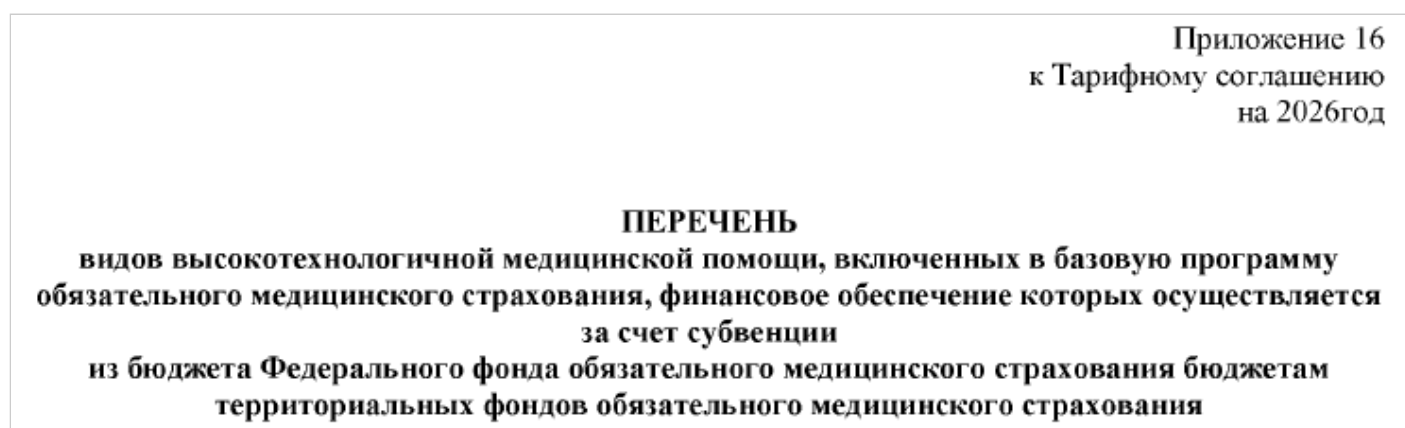 Приложение 16
к Тарифному соглашению
на 2026год
ПЕРЕЧЕНЬ
видов высокотехнологичной медицинской помощи, включенных в базовую программу
обязательного медицинского страхования, финансовое обеспечение которых осуществляется
за счет субвенции
из бюджета Федерального фонда обязательного медицинского страхования бюджетам
территориальных фондов обязательного медицинского страхования